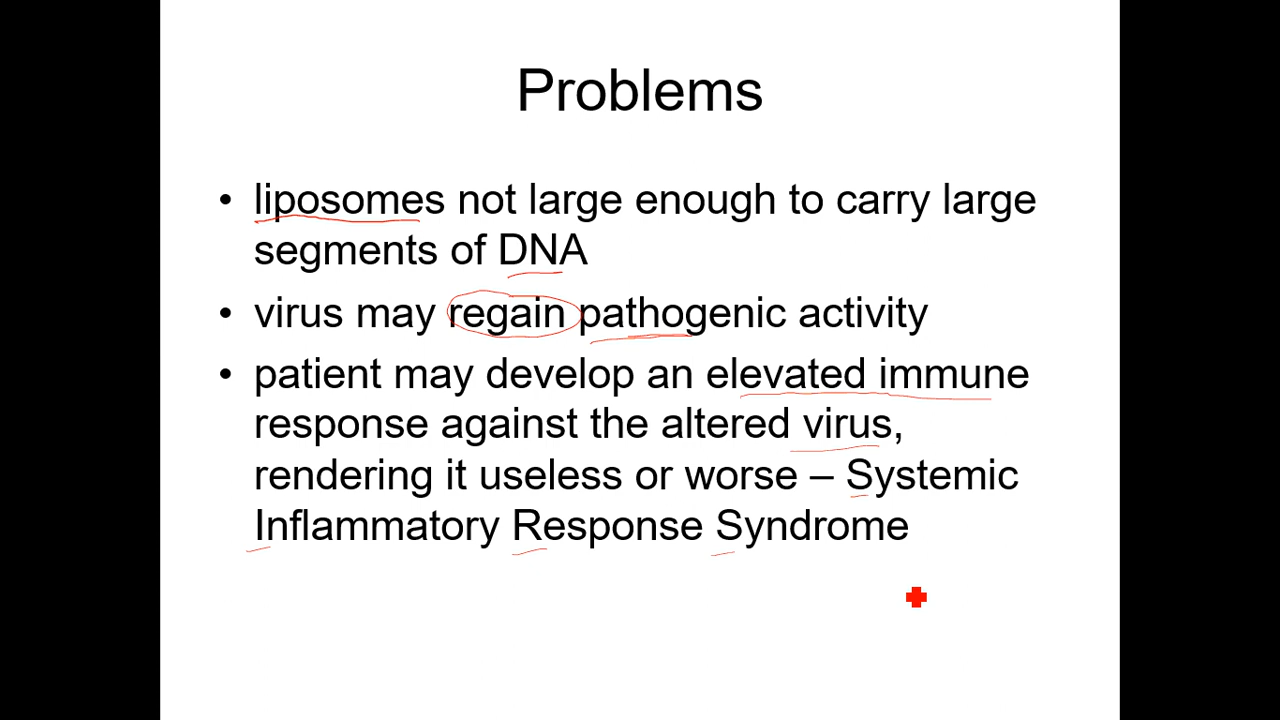 Problems
• liposomes not large enough to carry large
segments of DNA
• virus may regain pathogenic activity
• patient may develop an elevated immune
response against the altered virus,
rendering it useless or worse – Systemic
Inflammatory Response Syndrome